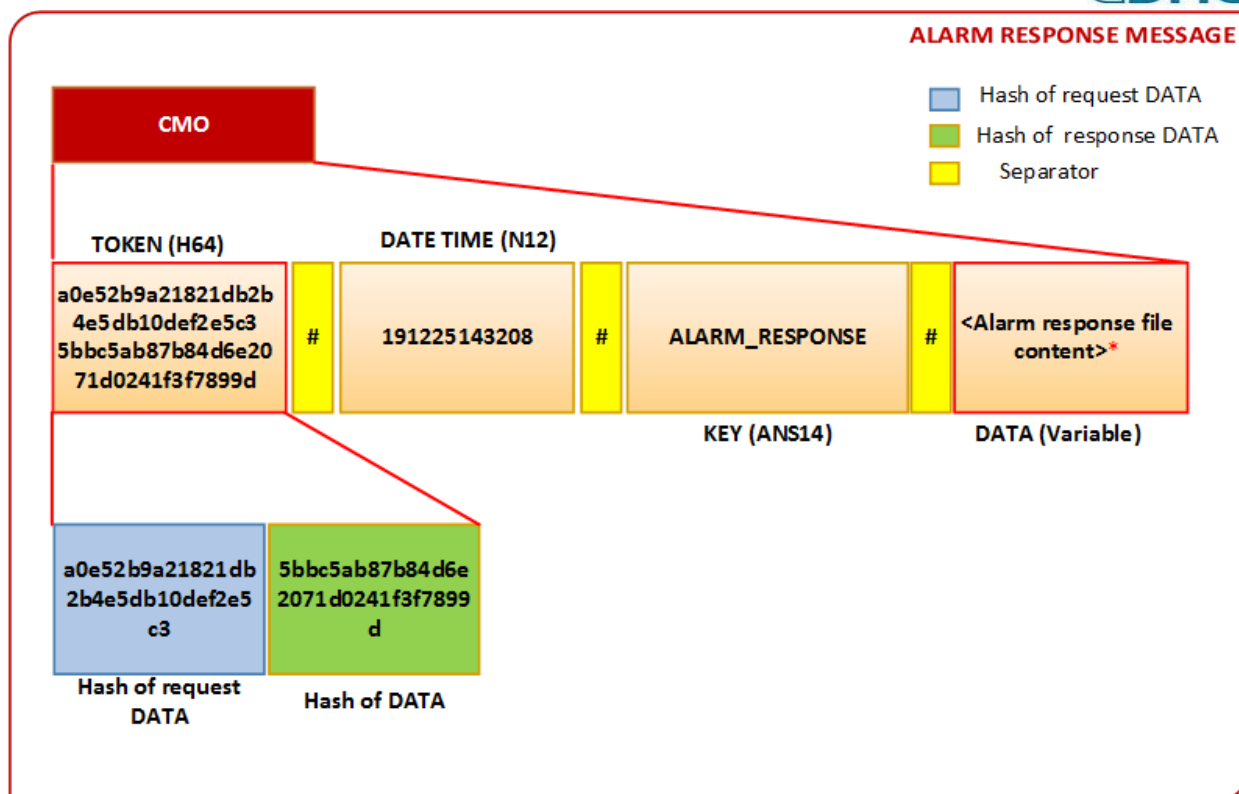 ALARM RESPONSE MESSAGE
Hash of request DATA
Hash of response DATA
Separator
CMO
TOKEN (H64)
DATE TIME (N12)
a0e52b9a21821db2b
4e5db10def2e5c3
5bbc5ab87b84d6e20
71d0241f3f7899d
#
191225143208
#
ALARM_RESPONSE
#
<Alarm response file
content>*
KEY (ANS14)
DATA (Variable)
a0e52b9a21821db
2b4e5db10def2e5
c3
5bbc5ab87b84d6e
2071d0241f3f7899
d
Hash of request
DATA
Hash of DATA